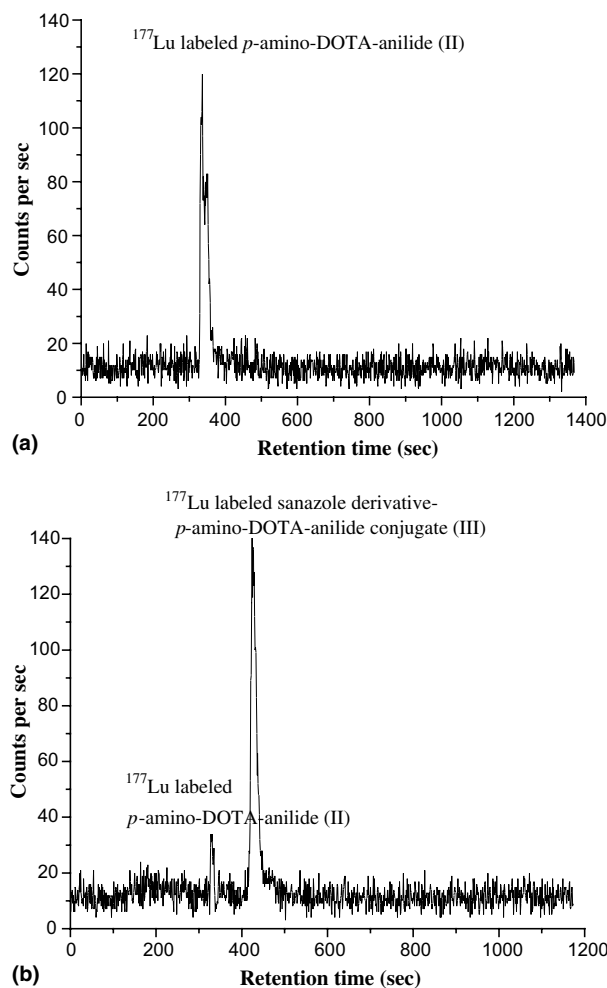 140
120
100
80
60
40
20
0
Counts per sec
¹⁷⁷Lu labeled p-amino-DOTA-anilide (II)
0 200 400 600 800 1000 1200 1400
Retention time (sec)
(a)
¹⁷⁷Lu labeled sanazole derivative-
p-amino-DOTA-anilide conjugate (III)
140
120
100
80
60
40
20
0
Counts per sec
¹⁷⁷Lu labeled
p-amino-DOTA-anilide (II)
0 200 400 600 800 1000 1200
Retention time (sec)
(b)